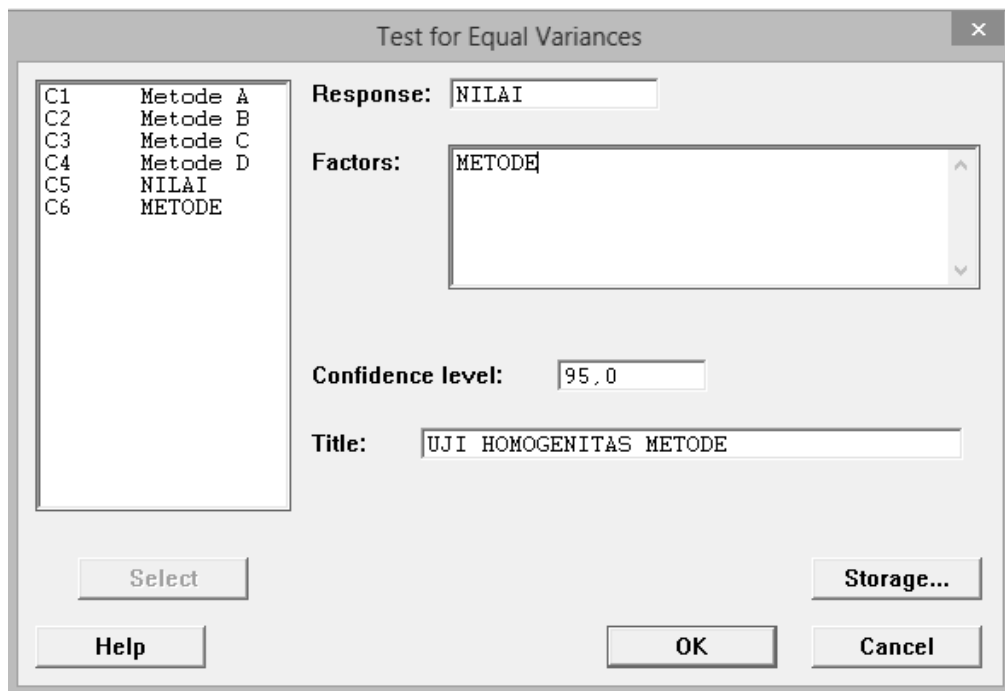 Test for Equal Variances
×
C1 Metode A
C2 Metode B
C3 Metode C
C4 Metode D
C5 NILAI
C6 METODE
Response: NILAI
Factors: METODE
Confidence level: 95,0
Title: UJI HOMOGENITAS METODE
Select
Storage...
Help
OK
Cancel